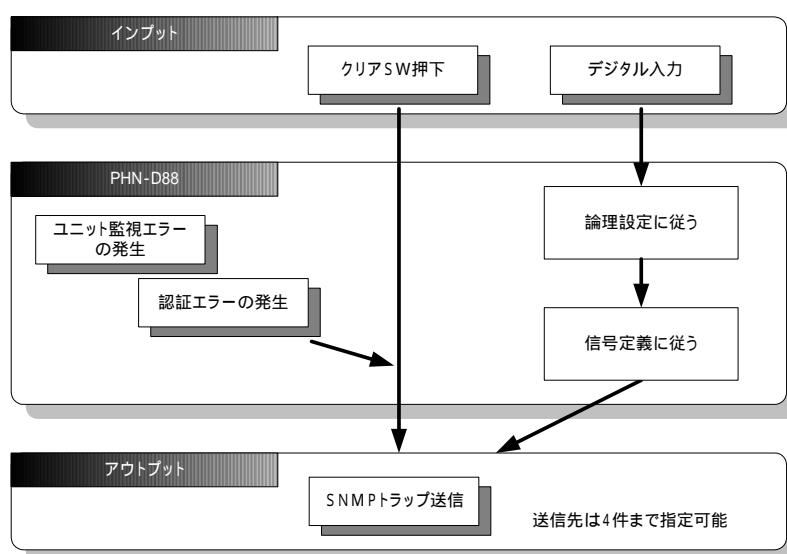 インプット
クリアSW押下
デジタル入力
PHN-D88
ユニット監視エラー
の発生
論理設定に従う
認証エラーの発生
信号定義に従う
アウトプット
SNMPトラップ送信
送信先は4件まで指定可能